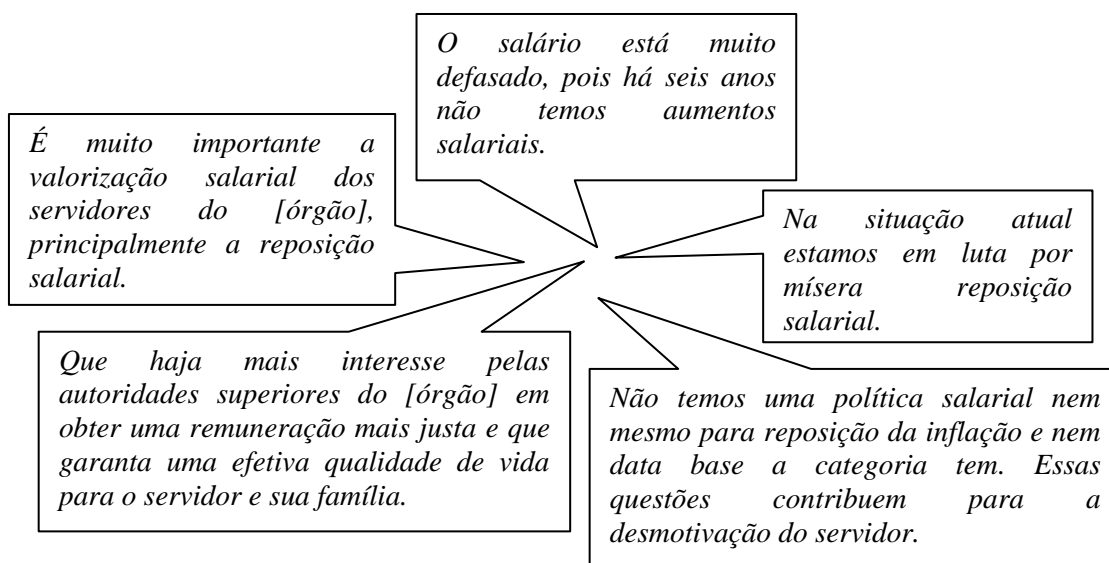 O salário está muito
defasado, pois há seis anos
não temos aumentos
salariais.
É muito importante a
valorização salarial dos
servidores do [órgão],
principalmente a reposição
salarial.
Na situação atual
estamos em luta por
mísera reposição
salarial.
Que haja mais interesse pelas
autoridades superiores do [órgão] em
obter uma remuneração mais justa e que
garanta uma efetiva qualidade de vida
para o servidor e sua família.
Não temos uma política salarial nem
mesmo para reposição da inflação e nem
data base a categoria tem. Essas
questões contribuem para a
desmotivação do servidor.